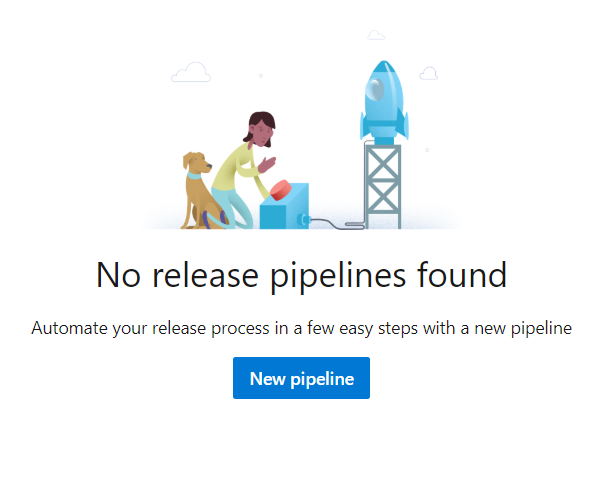 No release pipelines found
Automate your release process in a few easy steps with a new pipeline
New pipeline